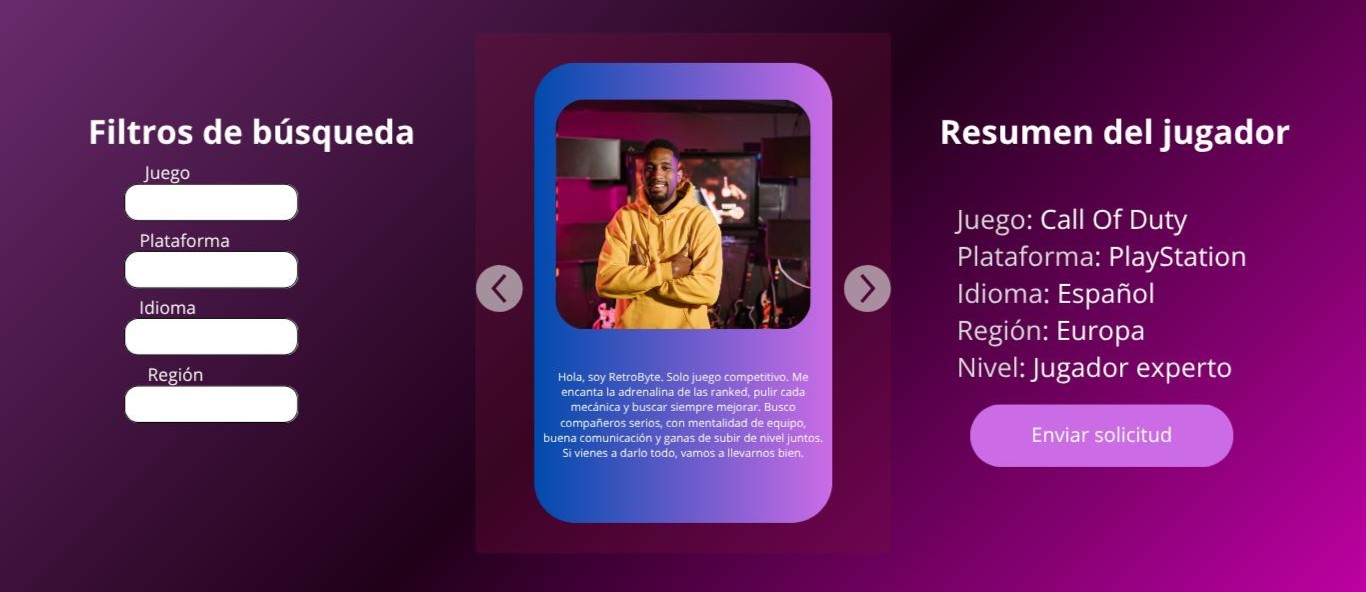 Filtros de búsqueda
Juego
Plataforma
Idioma
Región
Hola, soy RetroByte. Solo juego competitivo. Me
encanta la adrenalina de las ranked, pulir cada
mecánica y buscar siempre mejorar. Busco
compañeros serios, con mentalidad de equipo,
buena comunicación y ganas de subir de nivel juntos.
Si vienes a darlo todo, vamos a llevarnos bien.
Resumen del jugador
Juego: Call Of Duty
Plataforma: PlayStation
Idioma: Español
Región: Europa
Nivel: Jugador experto
Enviar solicitud